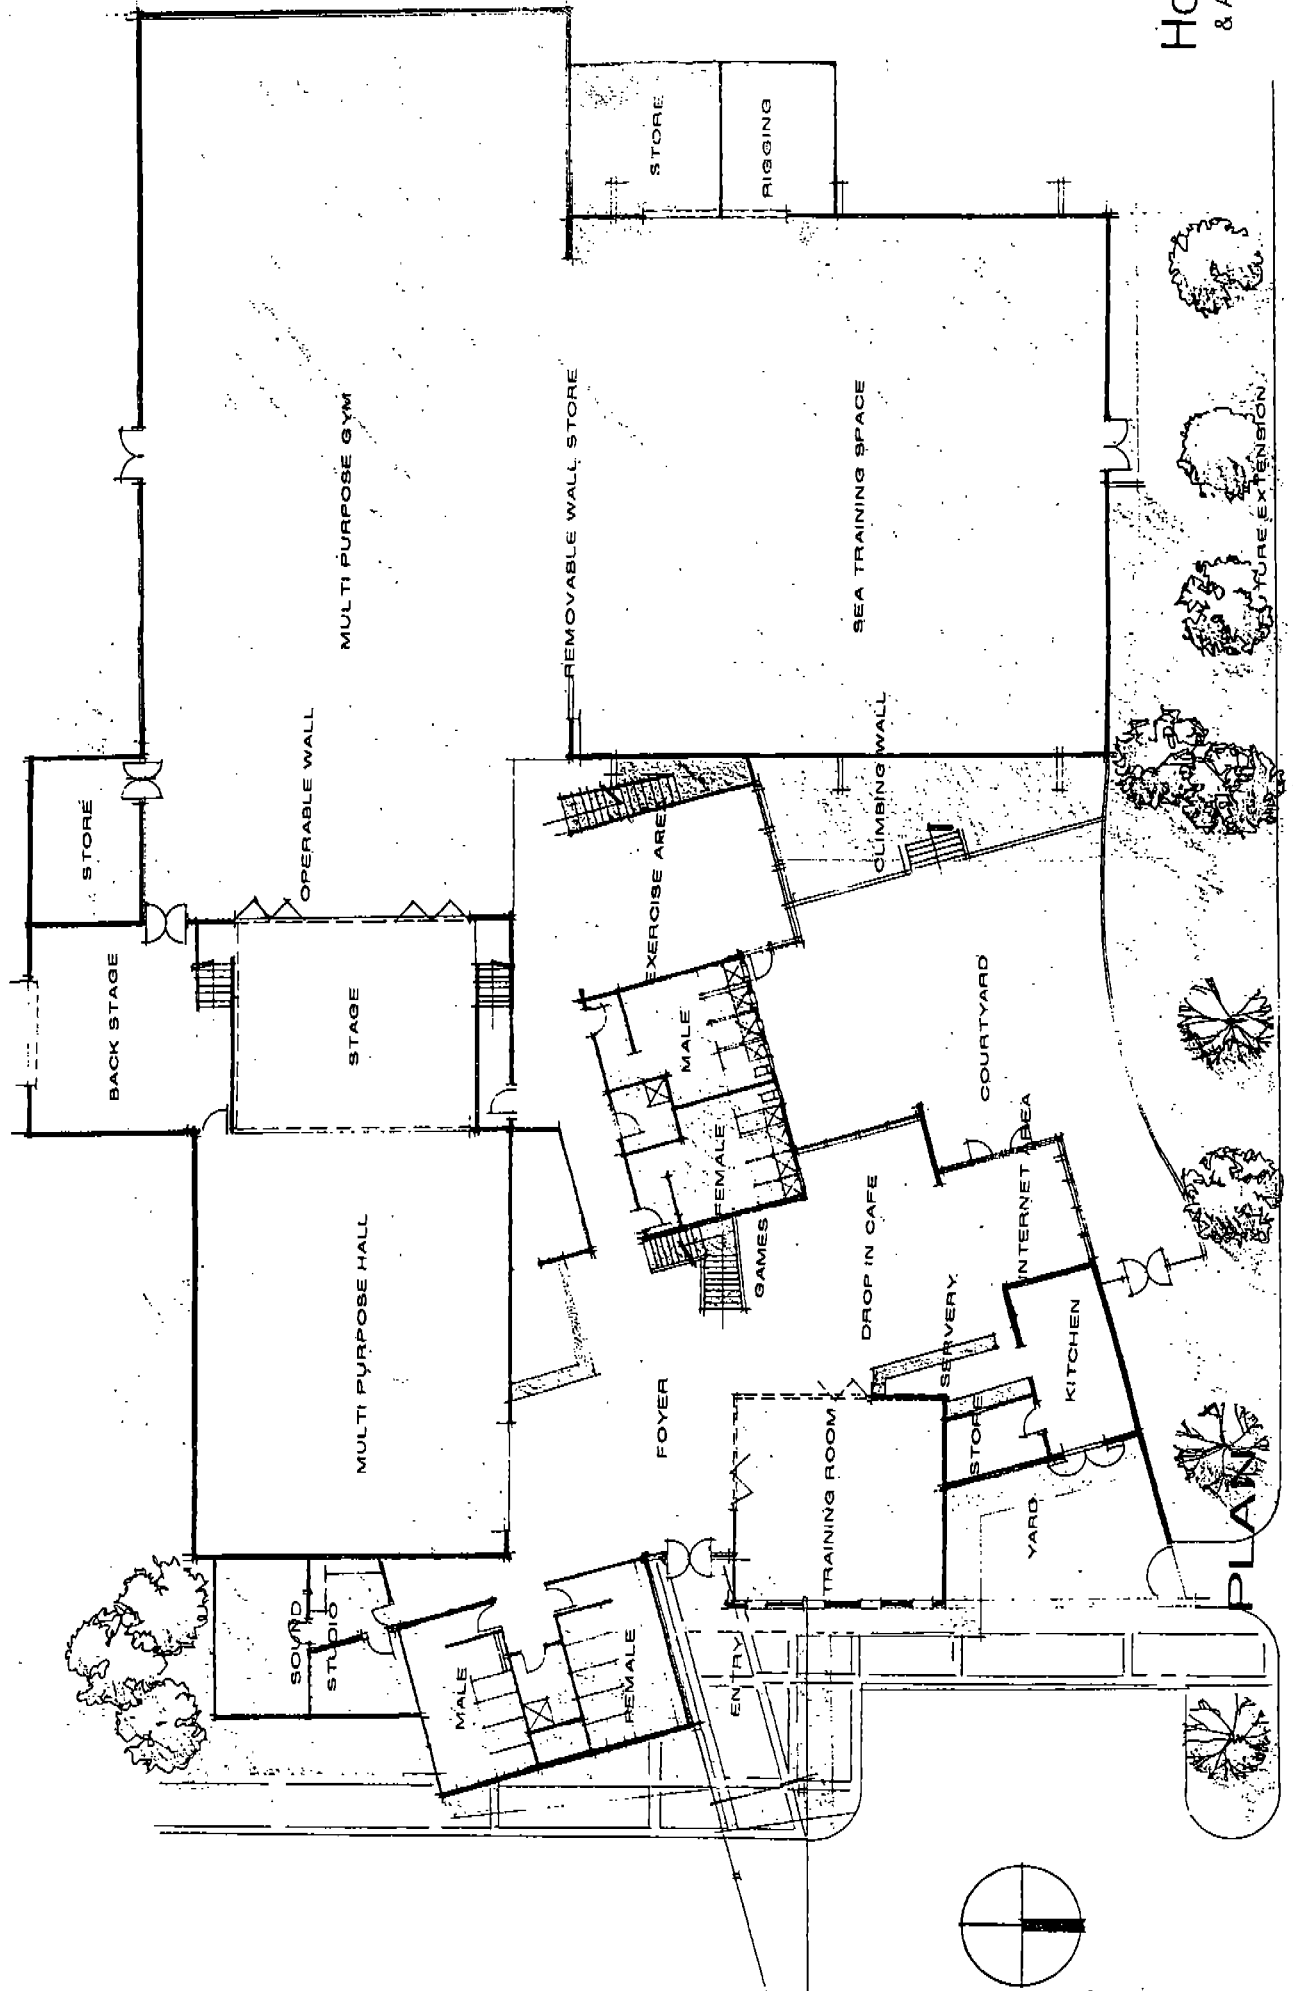 STORE
BACK STAGE
SOUND
STUDIO
OPERABLE WALL
MULTI PURPOSE GYM
STAGE
MULTI PURPOSE HALL
MALE
REMOVABLE WALL STORE
FEMALE
EXERCISE AREA
STORE
FOYER
MALE
FEMALE
ENTRY
GAMES
RIGGING
TRAINING ROOM
SEA TRAINING SPACE
DROP IN CAFE
CLIMBING WALL
SERVERY
STORE
COURTYARD
INTERNET AREA
YARD
KITCHEN
PLAN
FUTURE EXTENSION